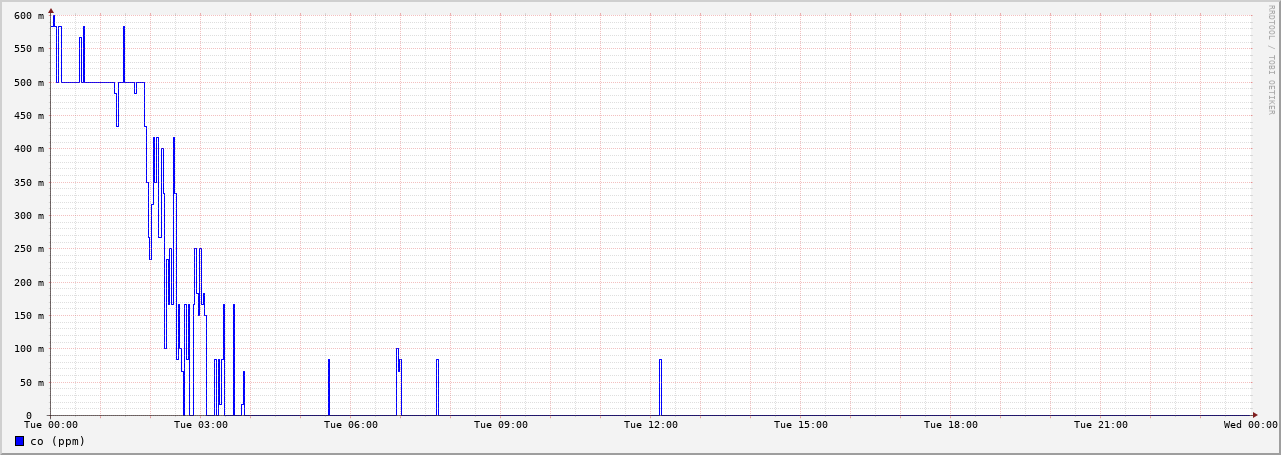 600 m
550 m
500 m
450 m
400 m
350 m
300 m
250 m
200 m
150 m
100 m
50 m
0
Tue 00:00 Tue 03:00 Tue 06:00 Tue 09:00 Tue 12:00 Tue 15:00 Tue 18:00 Tue 21:00 Wed 00:00
co (ppm)
RRDTOOL / TOBI OETIKER